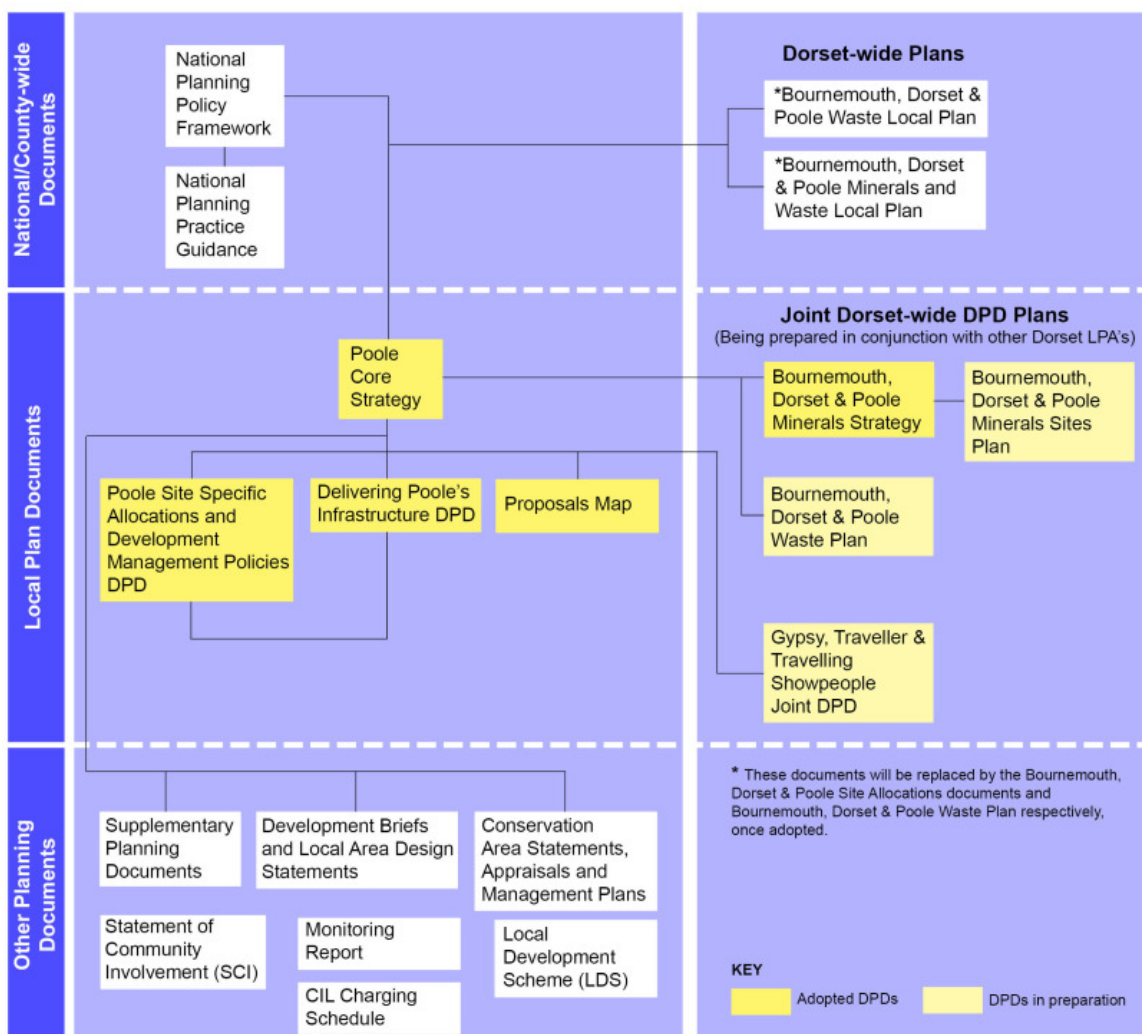 National/County-wide
Documents
National
Planning
Policy
Framework
National
Planning
Practice
Guidance
Dorset-wide Plans
*Bournemouth, Dorset &
Poole Waste Local Plan
*Bournemouth, Dorset
& Poole Minerals and
Waste Local Plan
Local Plan Documents
Poole
Core
Strategy
Poole Site Specific
Allocations and
Development
Management Policies
DPD
Delivering Poole's
Infrastructure DPD
Proposals Map
Joint Dorset-wide DPD Plans
(Being prepared in conjunction with other Dorset LPA's)
Bournemouth,
Dorset & Poole
Minerals Strategy
Bournemouth,
Dorset & Poole
Minerals Sites
Plan
Bournemouth,
Dorset & Poole
Waste Plan
Gypsy, Traveller &
Travelling
Showpeople
Joint DPD
Other Planning
Documents
Supplementary
Planning
Documents
Development Briefs
and Local Area Design
Statements
Conservation
Area Statements,
Appraisals and
Management Plans
Statement of
Community
Involvement (SCI)
Monitoring
Report
Local
Development
Scheme (LDS)
CIL Charging
Schedule
* These documents will be replaced by the Bournemouth,
Dorset & Poole Site Allocations documents and
Bournemouth, Dorset & Poole Waste Plan respectively,
once adopted.
KEY
Adopted DPDs
DPDs in preparation